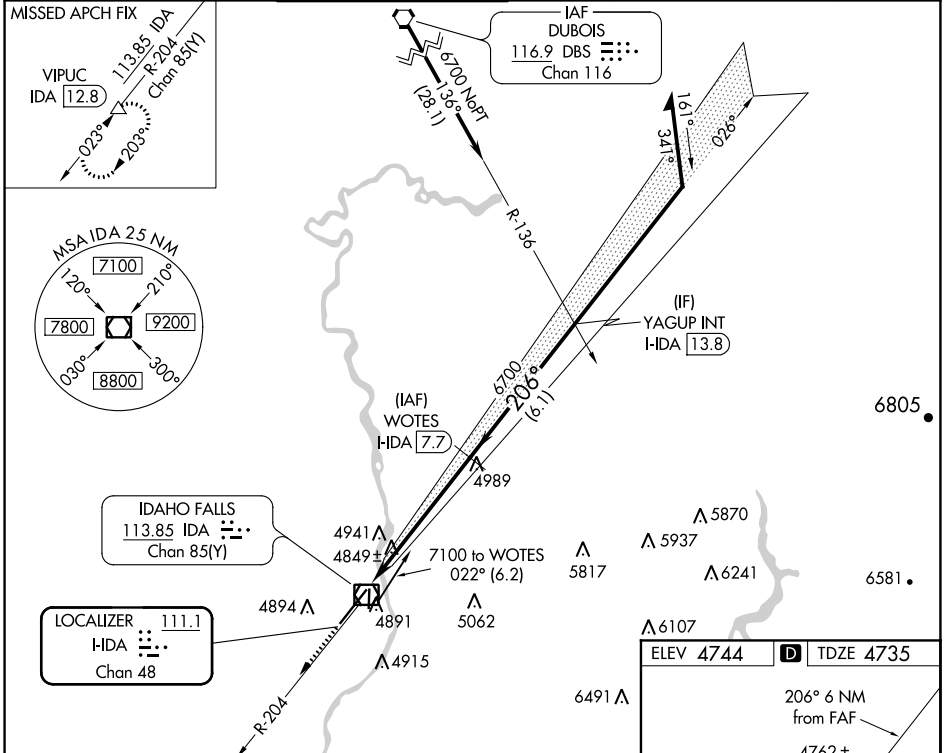 MISSED APCH FIX
113.85 IDA
R-204
Chan 85(Y)
VIPUC
IDA 12.8
023°
203°
IAF
DUBOIS
116.9 DBS
Chan 116
6700 NoPT
136°
(28.1)
R-136
161°
341°
026°
MSA IDA 25 NM
7100
120°
210°
7800
9200
030°
300°
8800
(IF)
YAGUP INT
I-IDA 13.8
6700
206°
(6.1)
(IAF)
WOTES
I-IDA 7.7
6805
4989
IDAHO FALLS
113.85 IDA
Chan 85(Y)
4941
4849±
7100 to WOTES
022° (6.2)
5870
5937
5817
6241
6581
4894
4891
5062
LOCALIZER 111.1
I-IDA
Chan 48
6107
4915
R-204
6491
ELEV 4744 D TDZE 4735
206° 6 NM
from FAF
4762±